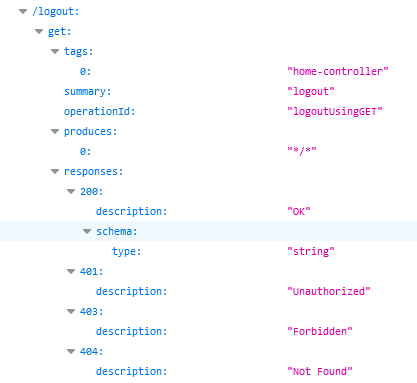 /logout:
get:
tags:
0: "home-controller"
summary: "logout"
operationId: "logoutUsingGET"
produces:
0: "*/*"
responses:
200:
description: "OK"
schema:
type: "string"
401:
description: "Unauthorized"
403:
description: "Forbidden"
404:
description: "Not Found"